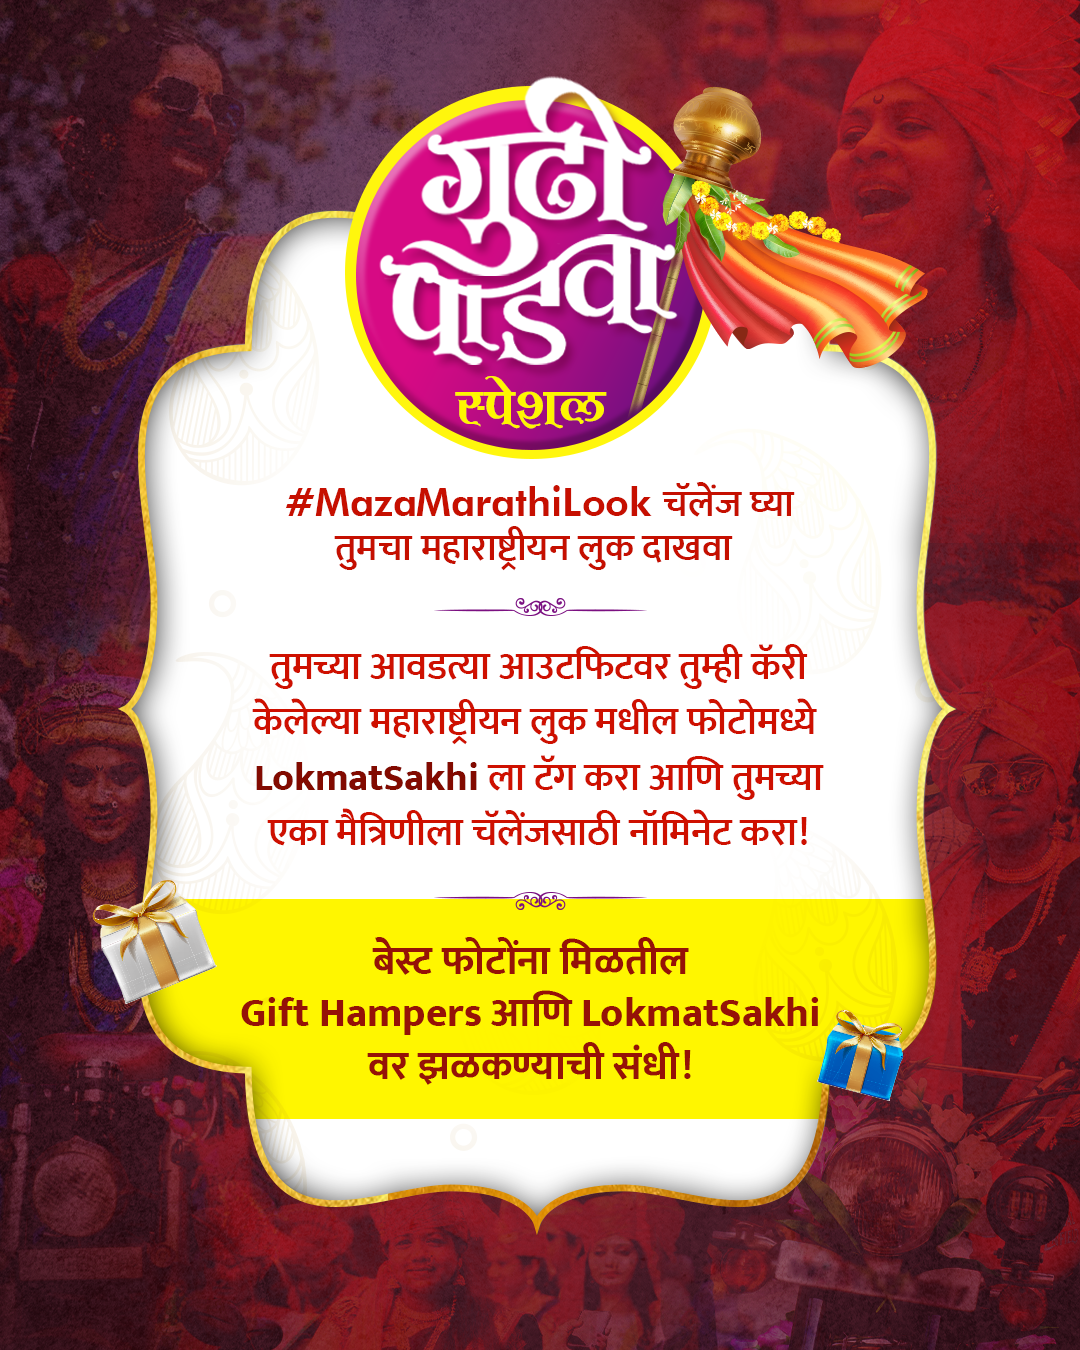 गुढी
पाडवा
स्पेशल
#MazaMarathiLook चॅलेंज घ्या
तुमचा महाराष्ट्रीयन लुक दाखवा
तुमच्या आवडत्या आउटफिटवर तुम्ही कॅरी
केलेल्या महाराष्ट्रीयन लुक मधील फोटोमध्ये
LokmatSakhi ला टॅग करा आणि तुमच्या
एका मैत्रिणीला चॅलेंजसाठी नॉमिनेट करा!
बेस्ट फोटोंना मिळतील
Gift Hampers आणि LokmatSakhi
वर झळकण्याची संधी!